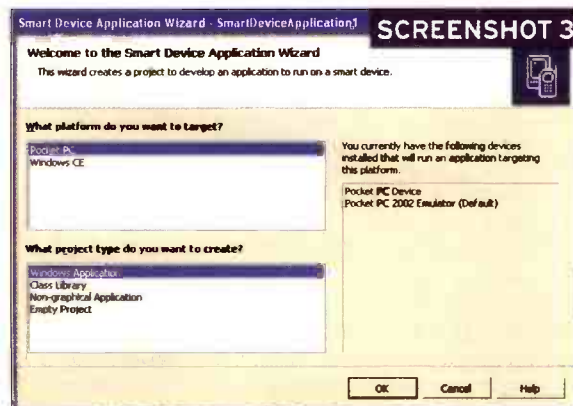 Smart Device Application Wizard - SmartDeviceApplication1
SCREENSHOT 3
Welcome to the Smart Device Application Wizard
This wizard creates a project to develop an application to run on a smart device.
What platform do you want to target?
Pocket PC
Windows CE
You currently have the following devices
installed that will run an application targeting
this platform.
Pocket PC Device
Pocket PC 2002 Emulator (Default)
What project type do you want to create?
Windows Application
Class Library
Non-graphical Application
Empty Project
OK
Cancel
Help